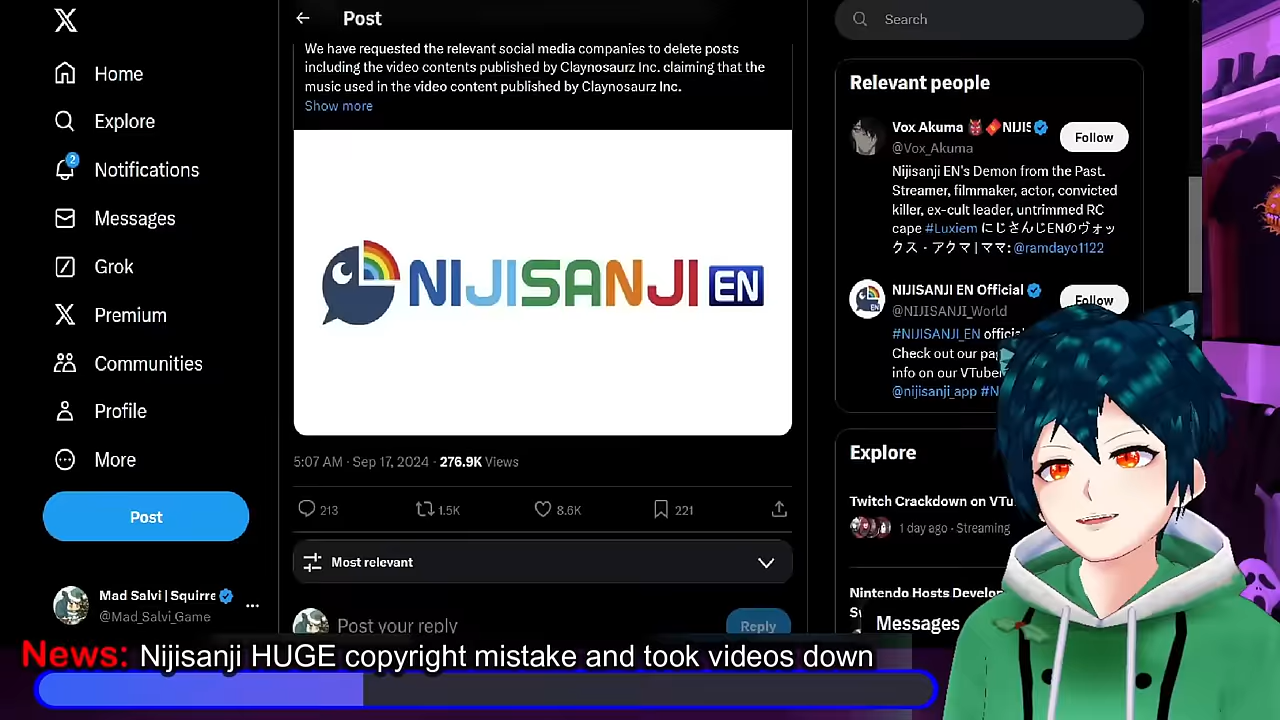 Post
Search
We have requested the relevant social media companies to delete posts
including the video contents published by Claynosaurz Inc. claiming that the
music used in the video content published by Claynosaurz Inc.
Show more
NIJISANJI EN
5:07 AM · Sep 17, 2024 · 276.9K Views
213
1.5K
8.6K
221
Most relevant
Post your reply
Reply
Home
Explore
2
Notifications
Messages
Grok
Premium
Communities
Profile
More
Post
Mad Salvi | Squirre
@Mad_Salvi_Game
Relevant people
Vox Akuma 👹🧧NIJIS
@Vox_Akuma
Follow
Nijisanji EN's Demon from the Past.
Streamer, filmmaker, actor, convicted
killer, ex-cult leader, untrimmed RC
cape #Luxiem にじさんじENのヴォッ
クス・アクマ | ママ: @ramdayo1122
NIJISANJI EN Official
@NIJISANJI_World
Follow
#NIJISANJI_EN offici
Check out our pa
info on our VTuber
@nijisanji_app #N
Explore
Twitch Crackdown on VTu
1 day ago · Streaming
Nintendo Hosts Develop
Messages
News: Nijisanji HUGE copyright mistake and took videos down